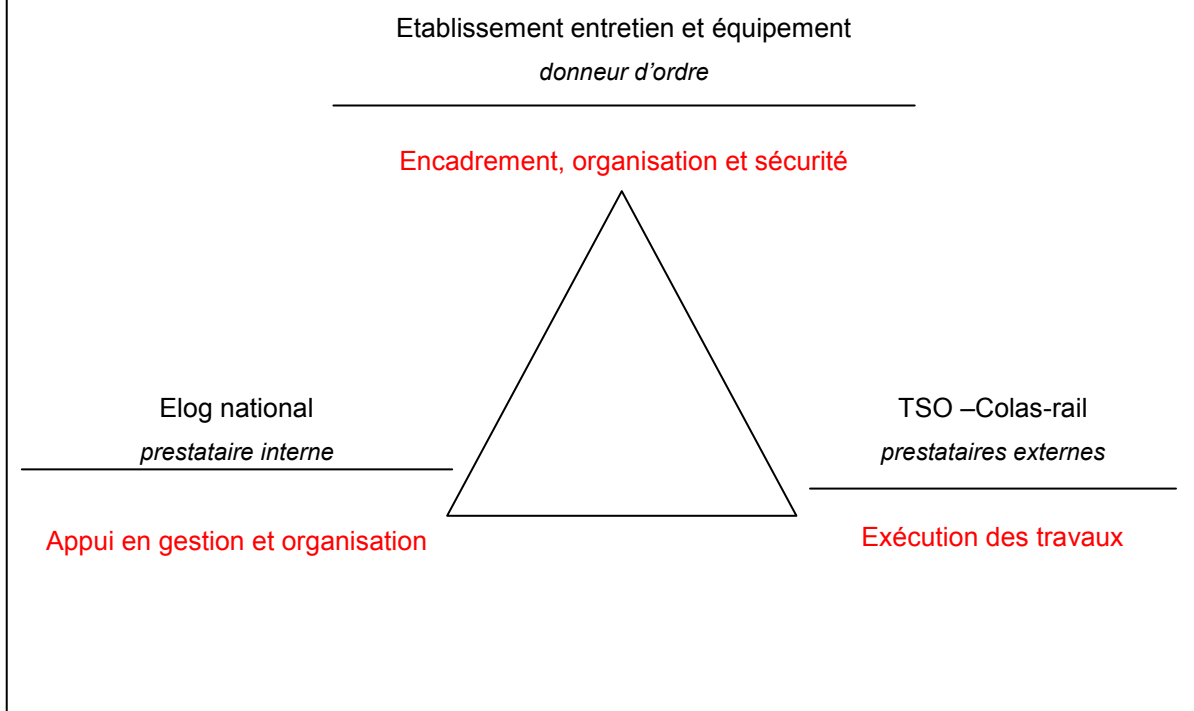 Etablissement entretien et équipement
donneur d’ordre
Encadrement, organisation et sécurité
Elog national
prestataire interne
Appui en gestion et organisation
TSO –Colas-rail
prestataires externes
Exécution des travaux